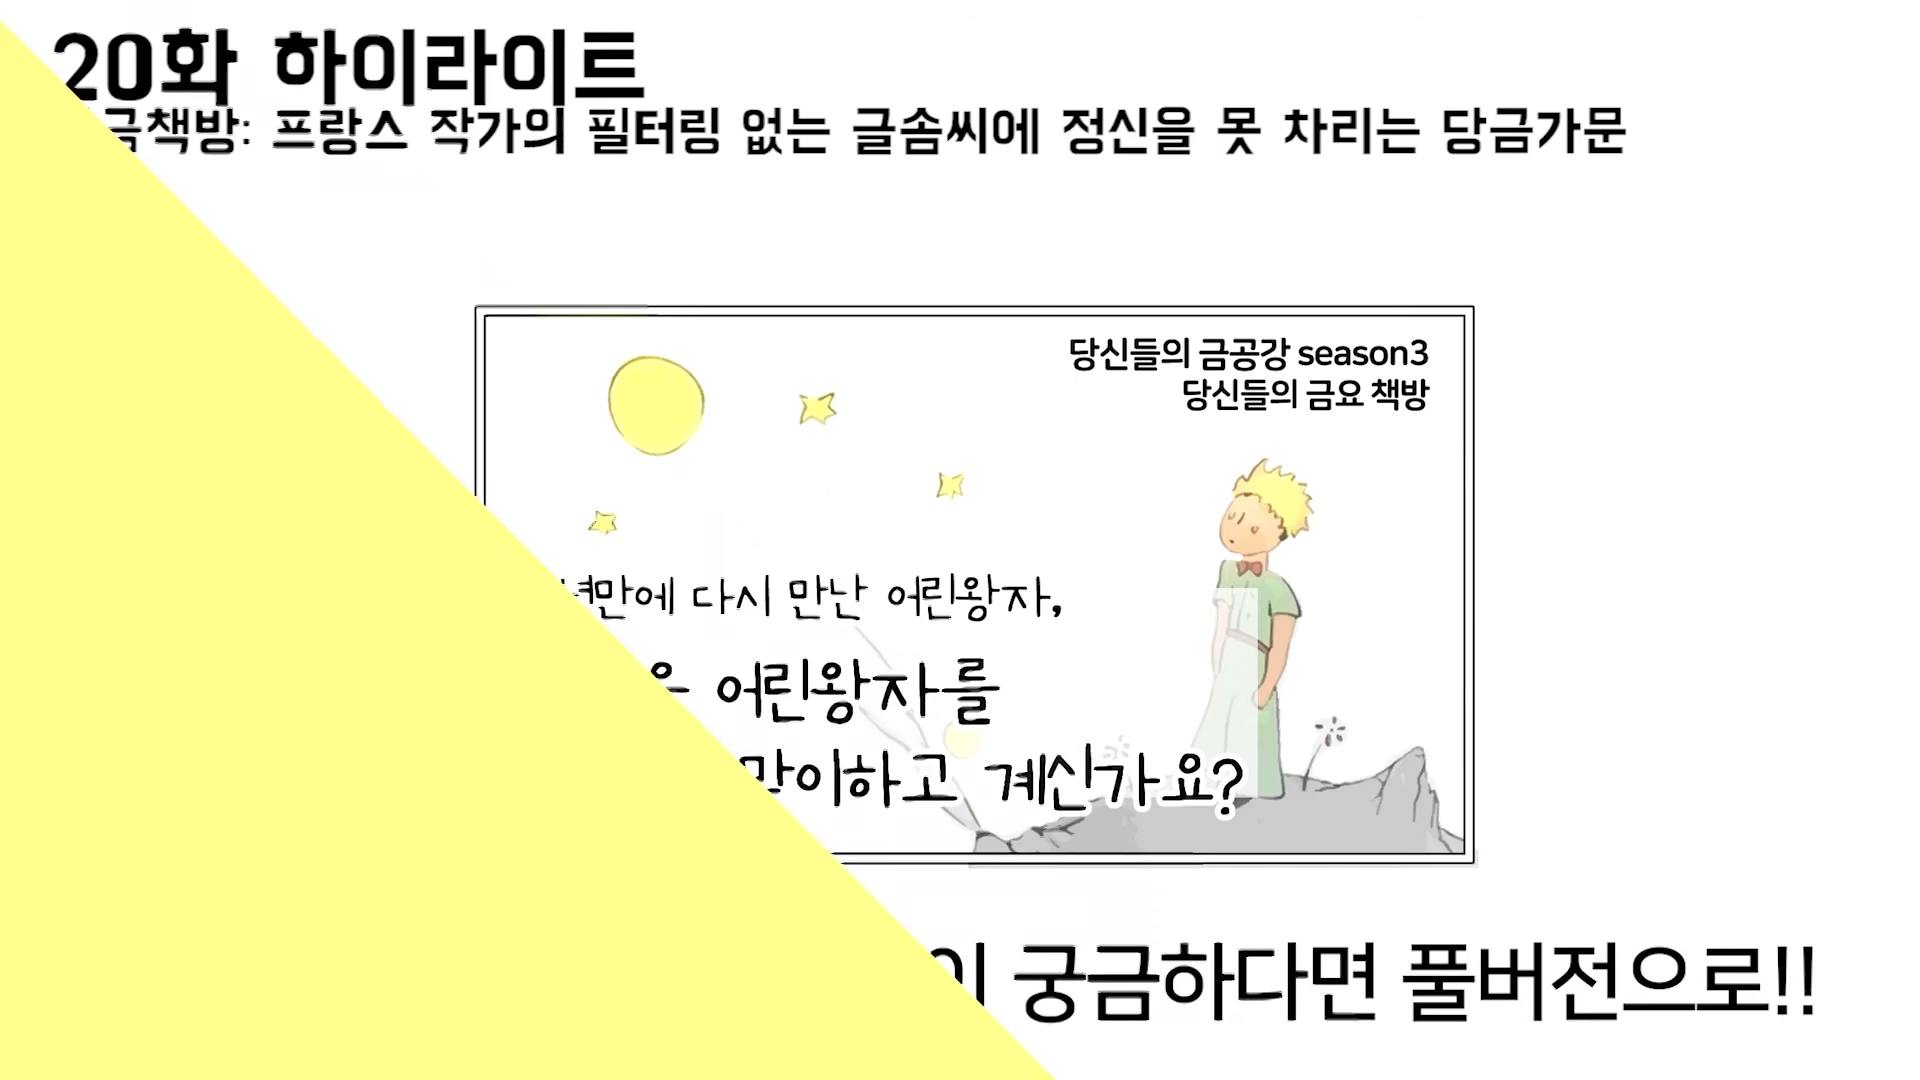 20화 하이라이트
금책방: 프랑스 작가의 필터링 없는 글솜씨에 정신을 못 차리는 당금가문
당신들의 금공강 season3
당신들의 금요 책방
년만에 다시 만난 어린왕자,
어린왕자를
맘이하고 계신가요?
이 궁금하다면 풀버전으로!!